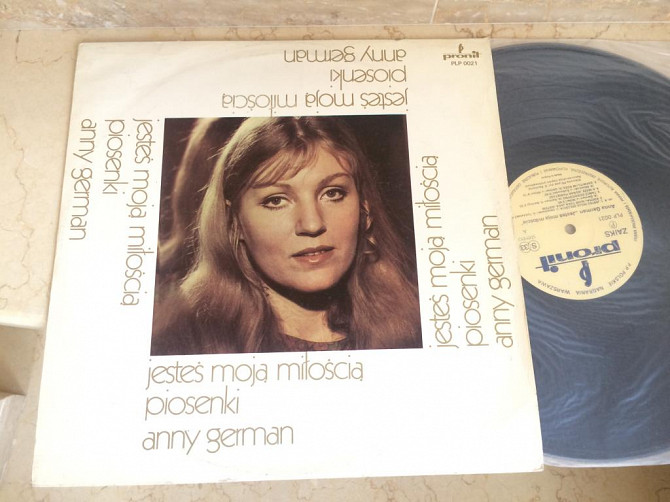 anny german
piosenki
jesteś moją miłością
pronit
PLP 0021
jesteś moją miłością
piosenki
anny german
jesteś moją miłością
piosenki
anny german
jesteś moją miłością
piosenki
anny german
pronit
ZAIKS
PLP 0021